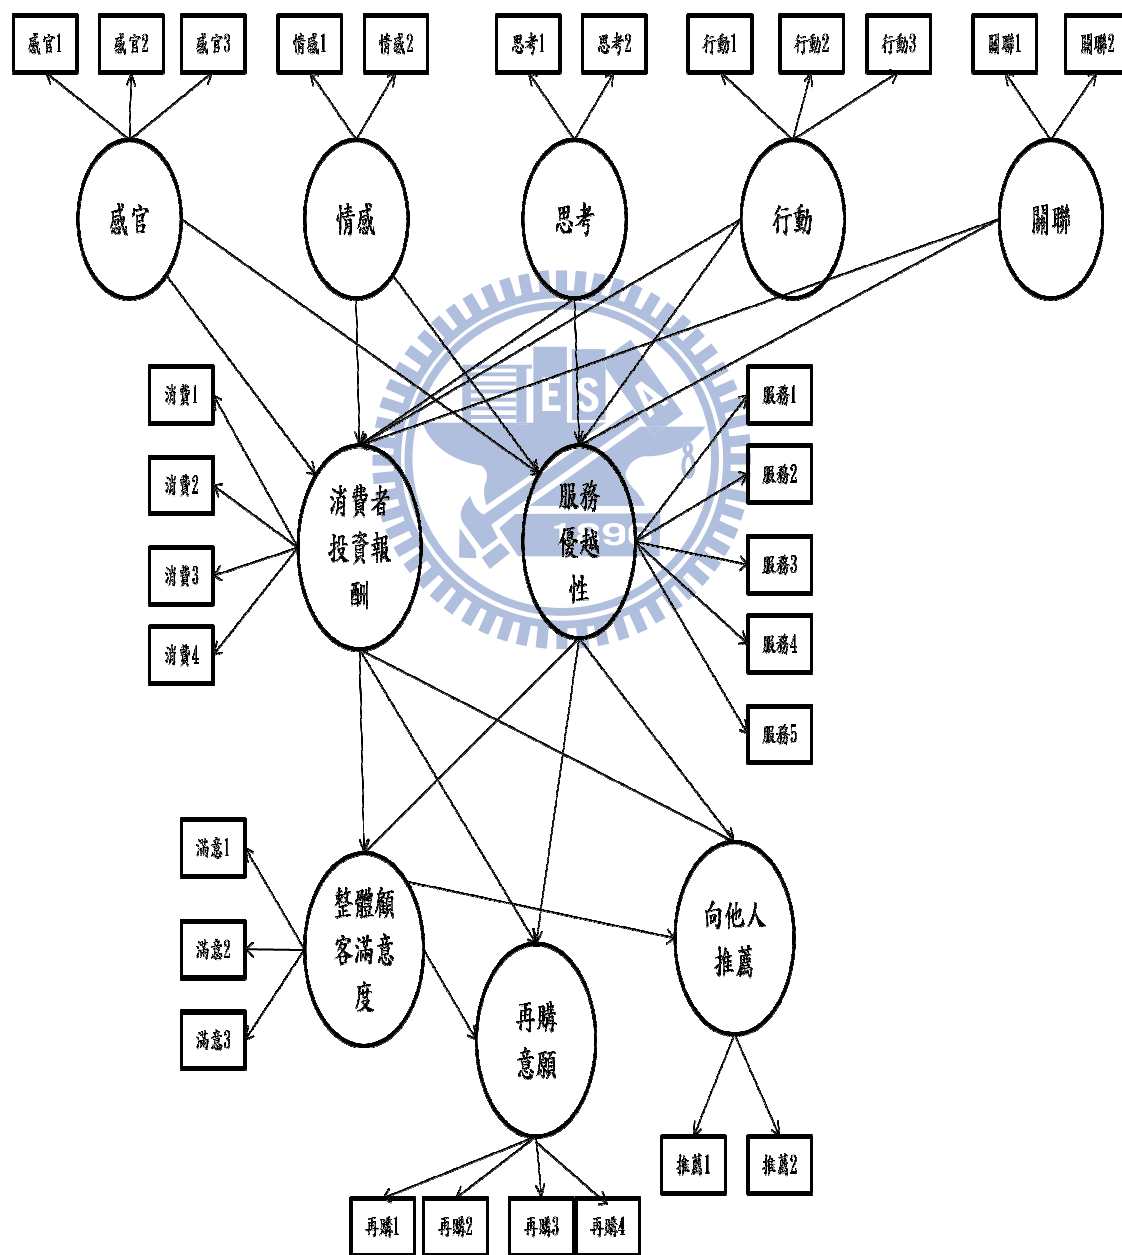 感官1
感官2
感官3
情感1
情感2
思考1
思考2
行動1
行動2
行動3
關聯1
關聯2
感官
情感
思考
行動
關聯
消費1
消費2
消費3
消費4
ES
A
8
1896
消費者
投資報
酬
服務
優越
性
服務1
服務2
服務3
服務4
服務5
滿意1
滿意2
滿意3
整體顧
客滿意
度
再購
意願
向他人
推薦
推薦1
推薦2
再購1
再購2
再購3
再購4